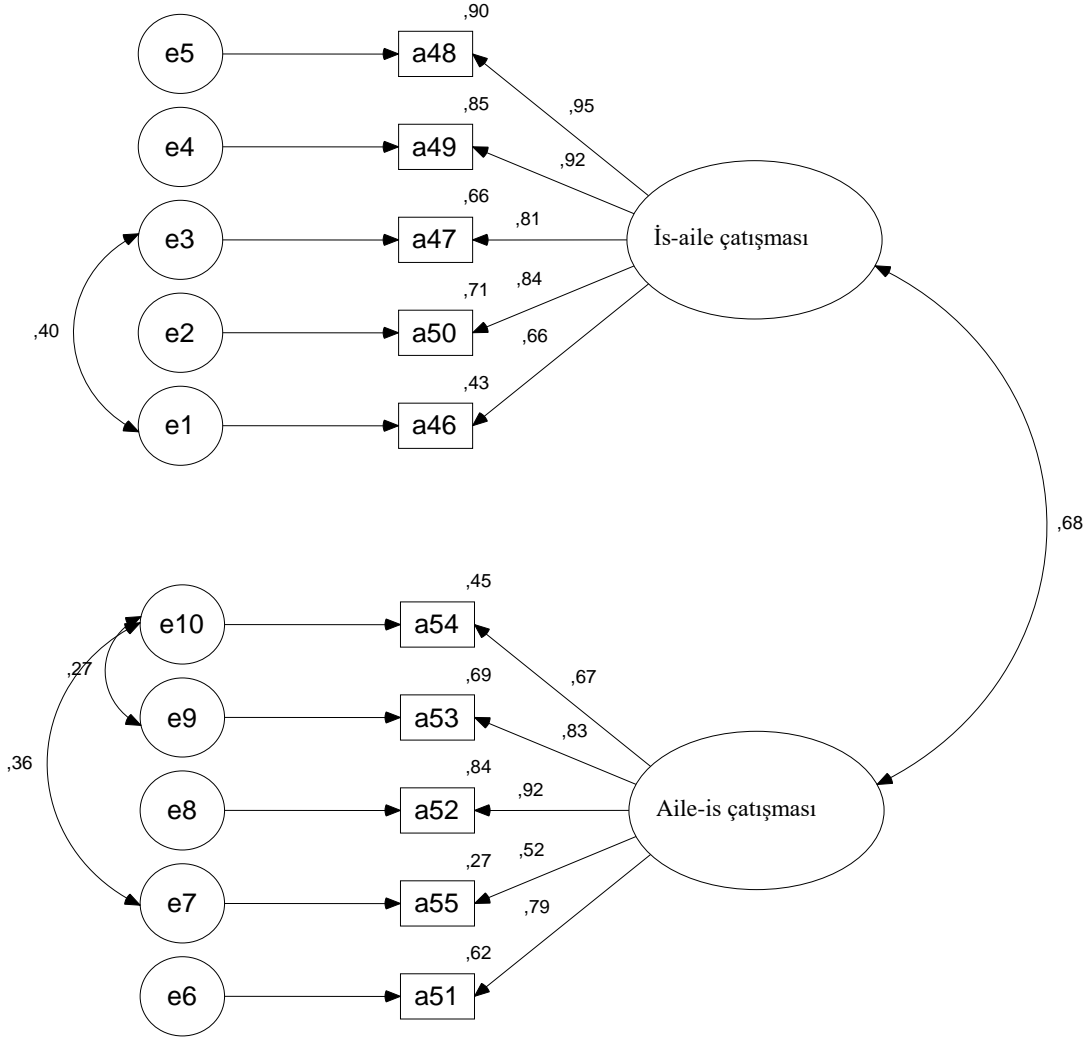 ,90
e5
a48
,95
,85
e4
a49
,92
,66
e3
a47
,81
İs-aile çatışması
,71
,84
,40
e2
a50
,66
,43
e1
a46
,68
,45
e10
a54
,27
,69
,67
e9
a53
,83
,36
,84
e8
a52
,92
Aile-is çatışması
,27
,52
e7
a55
,79
,62
e6
a51